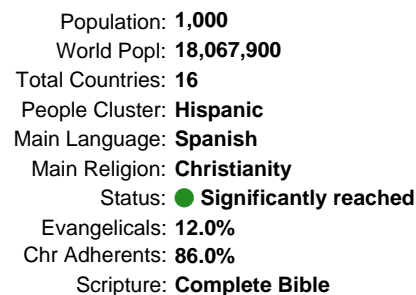 Population: 1,000
World Popl: 18,067,900
Total Countries: 16
People Cluster: Hispanic
Main Language: Spanish
Main Religion: Christianity
Status: Significantly reached
Evangelicals: 12.0%
Chr Adherents: 86.0%
Scripture: Complete Bible